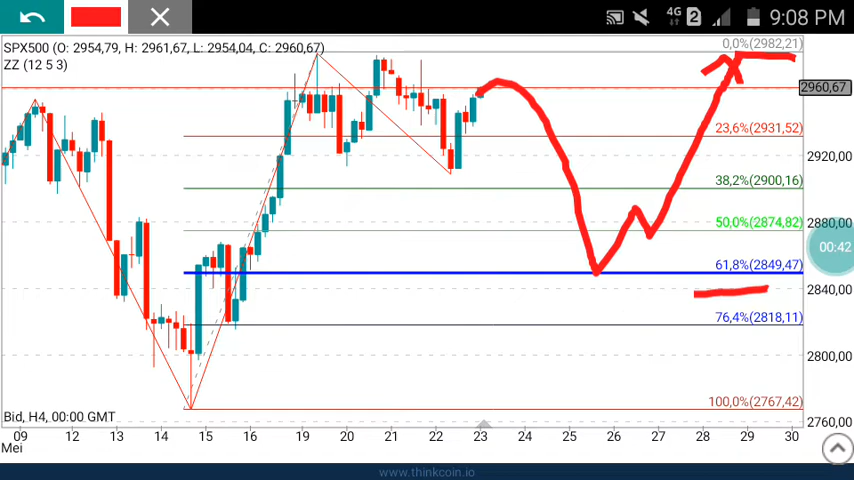 4G 2 9:08 PM
SPX500 (O: 2954,79, H: 2961,67, L: 2954,04, C: 2960,67)
ZZ (12 5 3)
0,0%(2982,21)
2960,67
23,6%(2931,52)
2920,00
38,2%(2900,16)
50,0%(2874,82)
2880,00
00:42
61,8%(2849,47)
2840,00
76,4%(2818,11)
2800,00
100,0%(2767,42)
Bid, H4, 00:00 GMT
2760,00
09 12 13 14 15 16 19 20 21 22 23 24 25 26 27 28 29 30
Mei
www.thinkcoin.io